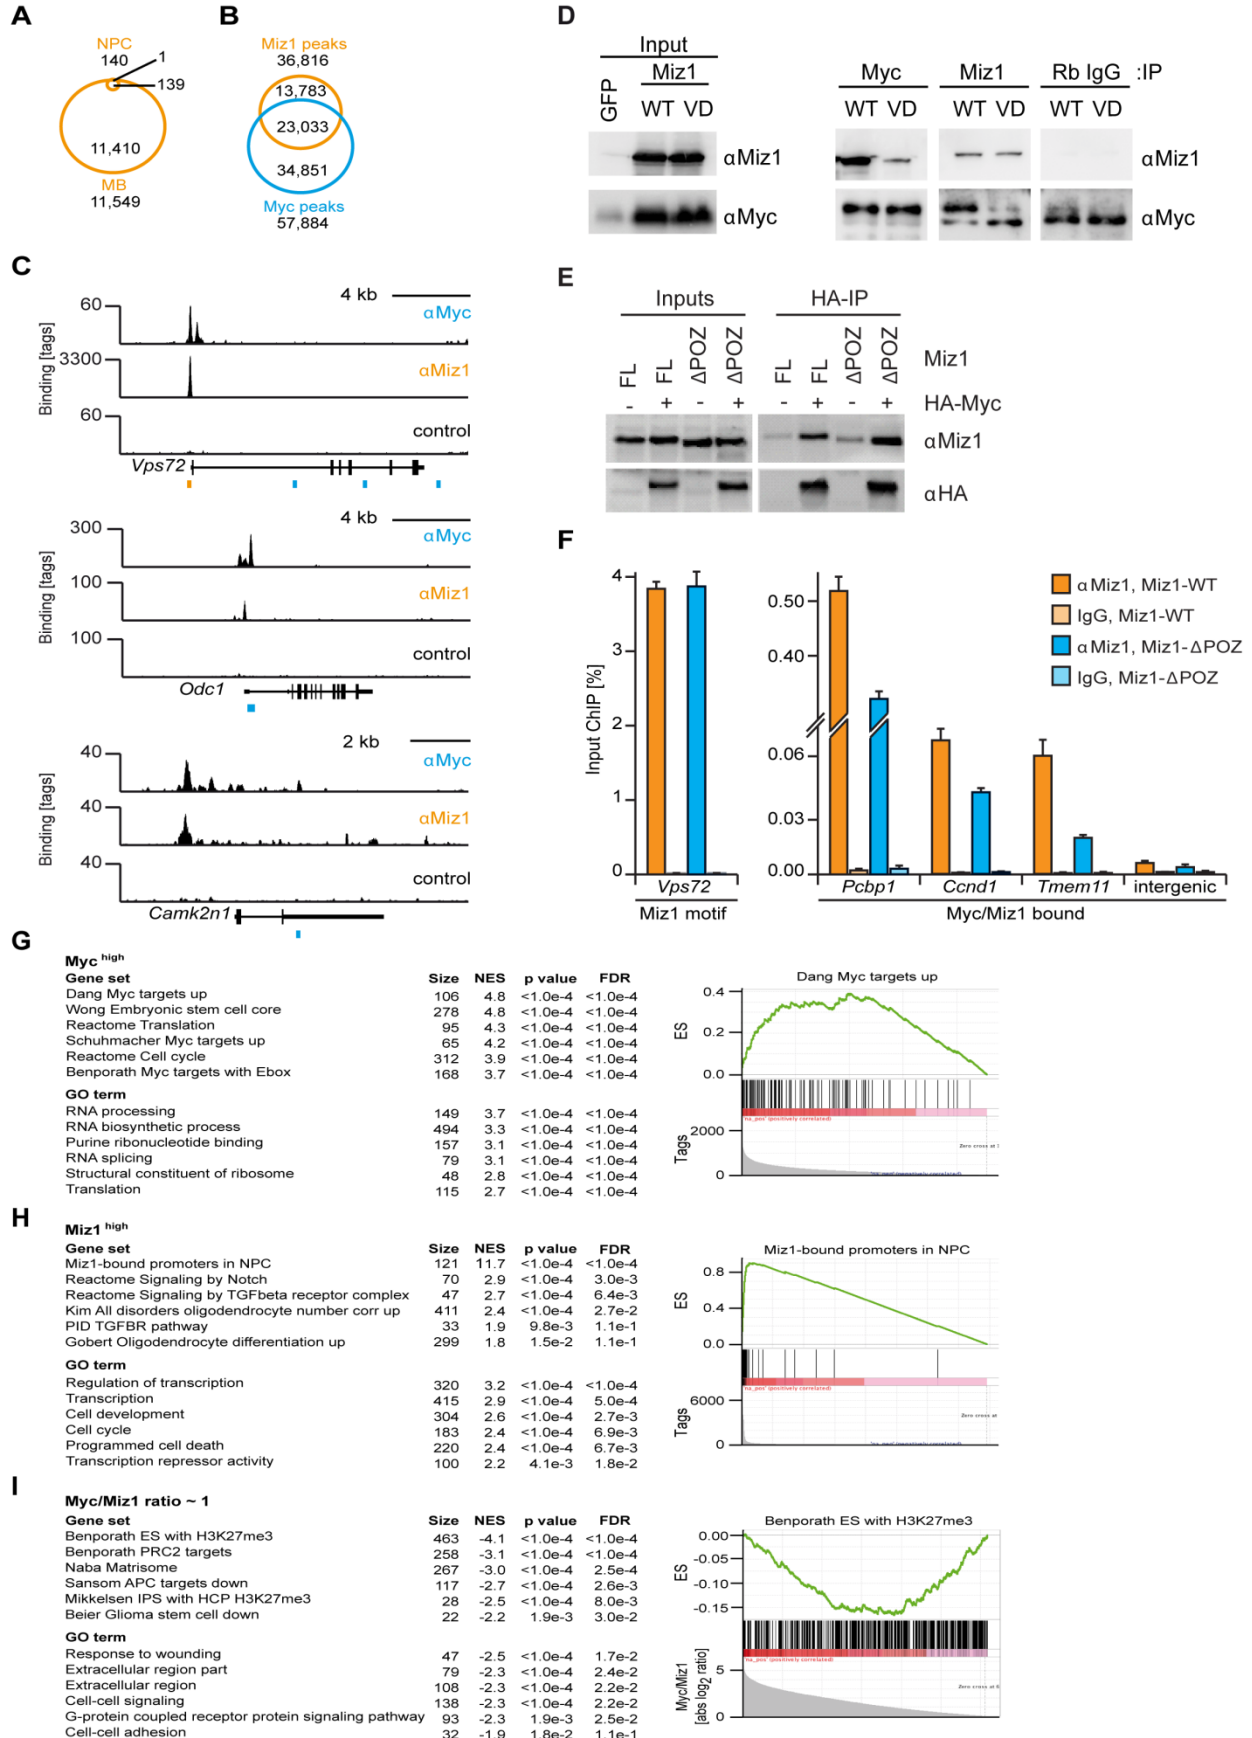 A
NPC
140
1
139
11,410
MB
11,549
B
Miz1 peaks
36,816
13,783
23,033
34,851
Myc peaks
57,884
C
4 kb
Binding [tags]
60
αMyc
3300
αMiz1
60
control
Vps72
4 kb
Binding [tags]
300
αMyc
100
αMiz1
100
control
Odc1
2 kb
Binding [tags]
40
αMyc
40
αMiz1
40
control
Camk2n1
D
Input
GFP
Miz1
WT VD
αMiz1
αMyc
Myc Miz1 Rb IgG :IP
WT VD WT VD WT VD
αMiz1
αMyc
E
Inputs HA-IP
FL FL ΔPOZ ΔPOZ FL FL ΔPOZ ΔPOZ Miz1
- + - + - + - + HA-Myc
αMiz1
αHA
F
Input ChIP [%]
4
3
2
1
0
Vps72
Miz1 motif
0.50
0.40
0.06
0.03
0.00
Pcbp1 Ccnd1 Tmem11 intergenic
Myc/Miz1 bound
αMiz1, Miz1-WT
IgG, Miz1-WT
αMiz1, Miz1-ΔPOZ
IgG, Miz1-ΔPOZ
G
Myc high
Gene set Size NES p value FDR
Dang Myc targets up 106 4.8 <1.0e-4 <1.0e-4
Wong Embryonic stem cell core 278 4.8 <1.0e-4 <1.0e-4
Reactome Translation 95 4.3 <1.0e-4 <1.0e-4
Schuhmacher Myc targets up 65 4.2 <1.0e-4 <1.0e-4
Reactome Cell cycle 312 3.9 <1.0e-4 <1.0e-4
Benporath Myc targets with Ebox 168 3.7 <1.0e-4 <1.0e-4
GO term
RNA processing 149 3.7 <1.0e-4 <1.0e-4
RNA biosynthetic process 494 3.3 <1.0e-4 <1.0e-4
Purine ribonucleotide binding 157 3.1 <1.0e-4 <1.0e-4
RNA splicing 79 3.1 <1.0e-4 <1.0e-4
Structural constituent of ribosome 48 2.8 <1.0e-4 <1.0e-4
Translation 115 2.7 <1.0e-4 <1.0e-4
Dang Myc targets up
ES
0.4
0.2
0.0
'na_pos' (positively correlated)
Zero cross at
Tags
2000
0
H
Miz1 high
Gene set Size NES p value FDR
Miz1-bound promoters in NPC 121 11.7 <1.0e-4 <1.0e-4
Reactome Signaling by Notch 70 2.9 <1.0e-4 3.0e-3
Reactome Signaling by TGFbeta receptor complex 47 2.7 <1.0e-4 6.4e-3
Kim All disorders oligodendrocyte number corr up 411 2.4 <1.0e-4 2.7e-2
PID TGFBR pathway 33 1.9 9.8e-3 1.1e-1
Gobert Oligodendrocyte differentiation up 299 1.8 1.5e-2 1.1e-1
GO term
Regulation of transcription 320 3.2 <1.0e-4 <1.0e-4
Transcription 415 2.9 <1.0e-4 5.0e-4
Cell development 304 2.6 <1.0e-4 2.7e-3
Cell cycle 183 2.4 <1.0e-4 6.9e-3
Programmed cell death 220 2.4 <1.0e-4 6.7e-3
Transcription repressor activity 100 2.2 4.1e-3 1.8e-2
Miz1-bound promoters in NPC
ES
0.8
0.4
0.0
'na_pos' (positively correlated)
Zero cross at
Tags
6000
0
I
Myc/Miz1 ratio ~ 1
Gene set Size NES p value FDR
Benporath ES with H3K27me3 463 -4.1 <1.0e-4 <1.0e-4
Benporath PRC2 targets 258 -3.1 <1.0e-4 <1.0e-4
Naba Matrisome 267 -3.0 <1.0e-4 2.5e-4
Sansom APC targets down 117 -2.7 <1.0e-4 2.6e-3
Mikkelsen IPS with HCP H3K27me3 28 -2.5 <1.0e-4 8.0e-3
Beier Glioma stem cell down 22 -2.2 1.9e-3 3.0e-2
GO term
Response to wounding 47 -2.5 <1.0e-4 1.7e-2
Extracellular region part 79 -2.3 <1.0e-4 2.4e-2
Extracellular region 108 -2.3 <1.0e-4 2.2e-2
Cell-cell signaling 138 -2.3 <1.0e-4 2.2e-2
G-protein coupled receptor protein signaling pathway 93 -2.3 1.9e-3 2.5e-2
Cell-cell adhesion 32 -1.9 1.8e-2 1.1e-1
Benporath ES with H3K27me3
ES
0.00
-0.05
-0.10
-0.15
'na_pos' (positively correlated)
Zero cross at
Myc/Miz1
[abs log2 ratio]
5
0